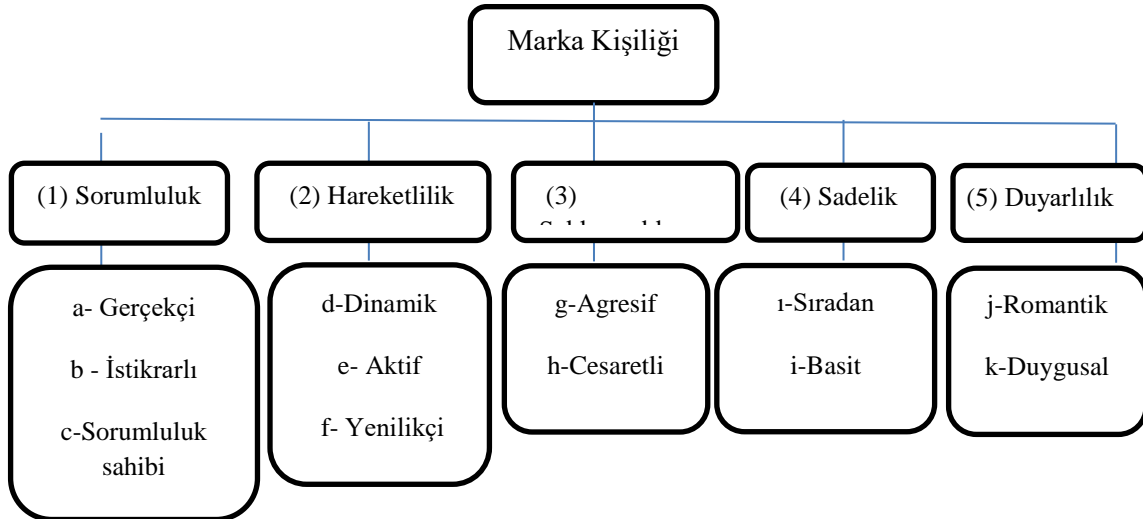 Marka Kişiliği
(1) Sorumluluk
(2) Hareketlilik
(3)
(4) Sadelik
(5) Duyarlılık
a- Gerçekçi
b - İstikrarlı
c-Sorumluluk
sahibi
d-Dinamik
e- Aktif
f- Yenilikçi
g-Agresif
h-Cesaretli
ı-Sıradan
i-Basit
j-Romantik
k-Duygusal